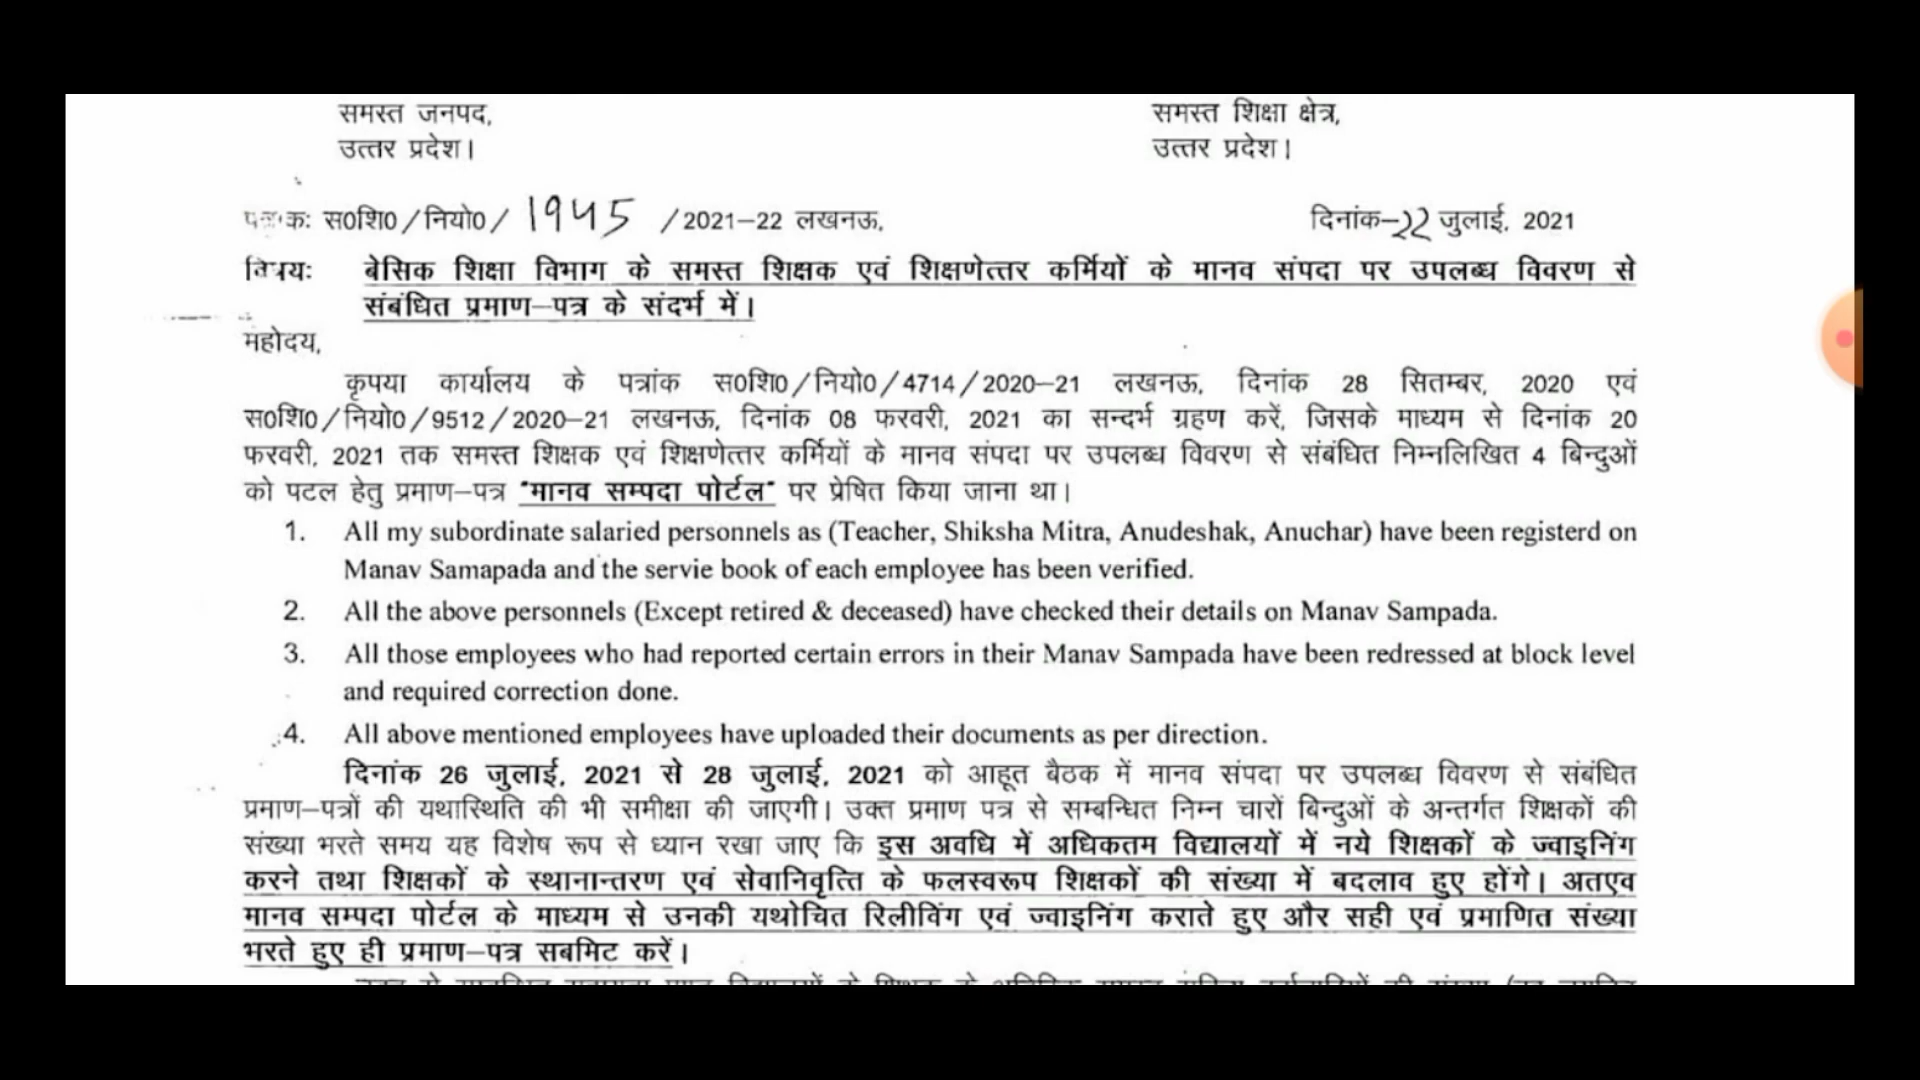 समस्त जनपद, समस्त शिक्षा क्षेत्र,
उत्तर प्रदेश। उत्तर प्रदेश।
स0शि0/नियो0/ 1945 /2021–22 लखनऊ, दिनांक–22 जुलाई, 2021
विषयः बेसिक शिक्षा विभाग के समस्त शिक्षक एवं शिक्षणेत्तर कर्मियों के मानव संपदा पर उपलब्ध विवरण से
संबंधित प्रमाण–पत्र के संदर्भ में।
महोदय,
कृपया कार्यालय के पत्रांक स0शि0/नियो0/4714/2020–21 लखनऊ, दिनांक 28 सितम्बर, 2020 एवं
स0शि0/नियो0/9512/2020–21 लखनऊ, दिनांक 08 फरवरी, 2021 का सन्दर्भ ग्रहण करें, जिसके माध्यम से दिनांक 20
फरवरी, 2021 तक समस्त शिक्षक एवं शिक्षणेत्तर कर्मियों के मानव संपदा पर उपलब्ध विवरण से संबंधित निम्नलिखित 4 बिन्दुओं
को पटल हेतु प्रमाण–पत्र "मानव सम्पदा पोर्टल" पर प्रेषित किया जाना था।
1. All my subordinate salaried personnels as (Teacher, Shiksha Mitra, Anudeshak, Anuchar) have been registerd on
Manav Samapada and the servie book of each employee has been verified.
2. All the above personnels (Except retired & deceased) have checked their details on Manav Sampada.
3. All those employees who had reported certain errors in their Manav Sampada have been redressed at block level
and required correction done.
4. All above mentioned employees have uploaded their documents as per direction.
दिनांक 26 जुलाई, 2021 से 28 जुलाई, 2021 को आहूत बैठक में मानव संपदा पर उपलब्ध विवरण से संबंधित
प्रमाण–पत्रों की यथास्थिति की भी समीक्षा की जाएगी। उक्त प्रमाण पत्र से सम्बन्धित निम्न चारों बिन्दुओं के अन्तर्गत शिक्षकों की
संख्या भरते समय यह विशेष रूप से ध्यान रखा जाए कि इस अवधि में अधिकतम विद्यालयों में नये शिक्षकों के ज्वाइनिंग
करने तथा शिक्षकों के स्थानान्तरण एवं सेवानिवृत्ति के फलस्वरूप शिक्षकों की संख्या में बदलाव हुए होंगे। अतएव
मानव सम्पदा पोर्टल के माध्यम से उनकी यथोचित रिलीविंग एवं ज्वाइनिंग कराते हुए और सही एवं प्रमाणित संख्या
भरते हुए ही प्रमाण–पत्र सबमिट करें।